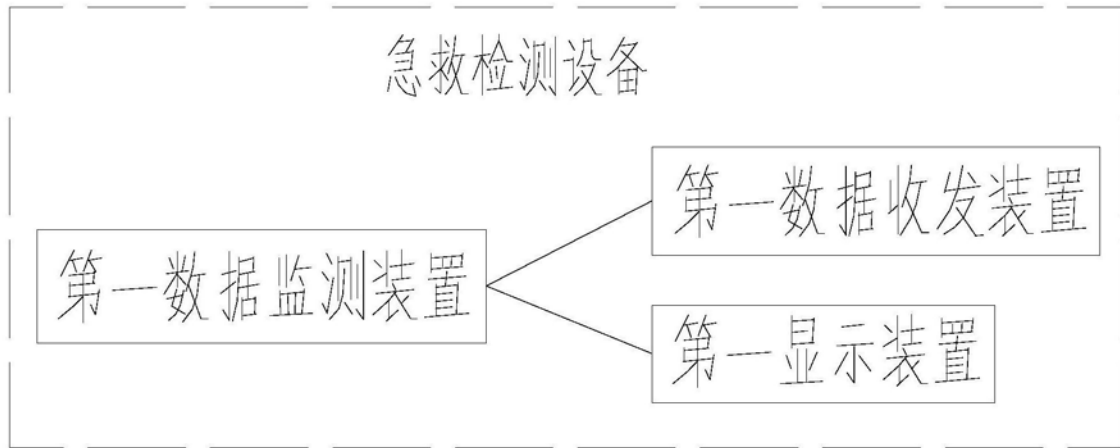 急救检测设备
第一数据收发装置
第一数据监测装置
第一显示装置